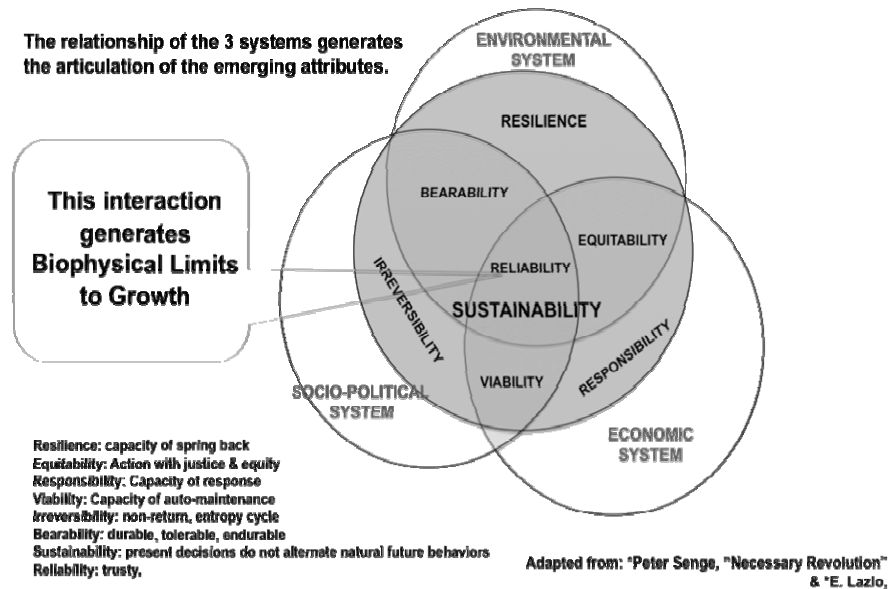 The relationship of the 3 systems generates
the articulation of the emerging attributes.
ENVIRONMENTAL
SYSTEM
RESILIENCE
This interaction
generates
Biophysical Limits
to Growth
BEARABILITY
EQUITABILITY
RELIABILITY
IRREVERSIBILITY
SUSTAINABILITY
RESPONSIBILITY
VIABILITY
SOCIO-POLITICAL
SYSTEM
ECONOMIC
SYSTEM
Resilience: capacity of spring back
Equitability: Action with justice & equity
Responsibility: Capacity of response
Viability: Capacity of auto-maintenance
Irreversibility: non-return, entropy cycle
Bearability: durable, tolerable, endurable
Sustainability: present decisions do not alternate natural future behaviors
Reliability: trusty,
Adapted from: *Peter Senge, "Necessary Revolution"
& *E. Lazlo,